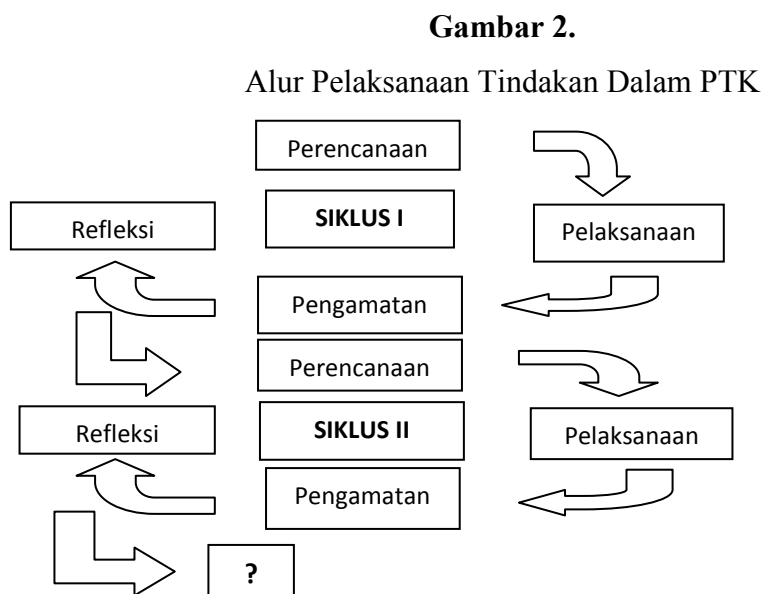 Gambar 2.
Alur Pelaksanaan Tindakan Dalam PTK
Perencanaan
Refleksi
SIKLUS I
Pelaksanaan
Pengamatan
Perencanaan
Refleksi
SIKLUS II
Pelaksanaan
Pengamatan
?